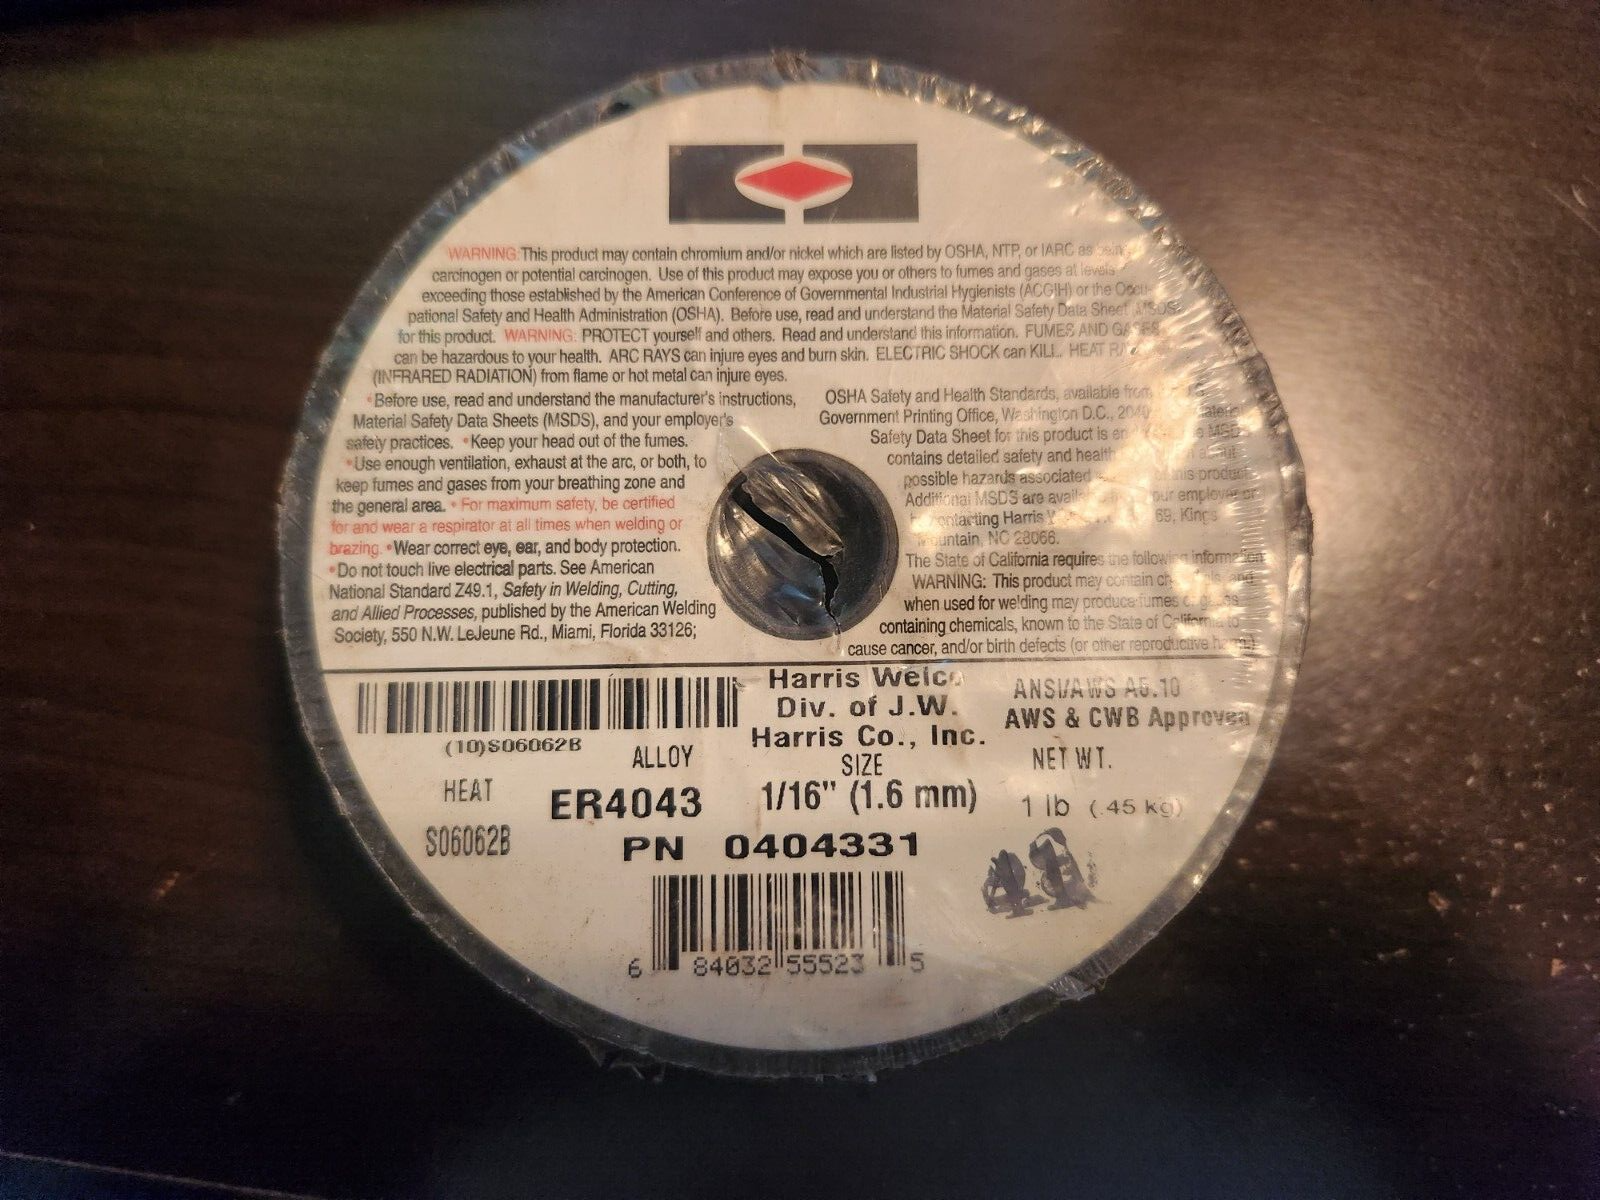 WARNING: This product may contain chromium and/or nickel which are listed by OSHA, NTP, or IARC as being
carcinogen or potential carcinogen. Use of this product may expose you or others to fumes and gases at levels
exceeding those established by the American Conference of Governmental Industrial Hygienists (ACGIH) or the Occu-
pational Safety and Health Administration (OSHA). Before use, read and understand the Material Safety Data Sheet (MSDS)
for this product. WARNING: PROTECT yourself and others. Read and understand this information. FUMES AND GASES
can be hazardous to your health. ARC RAYS can injure eyes and burn skin. ELECTRIC SHOCK can KILL. HEAT
(INFRARED RADIATION) from flame or hot metal can injure eyes.
•Before use, read and understand the manufacturer's instructions,
Material Safety Data Sheets (MSDS), and your employer's
safety practices. •Keep your head out of the fumes.
•Use enough ventilation, exhaust at the arc, or both, to
keep fumes and gases from your breathing zone and
the general area. •For maximum safety, be certified
for and wear a respirator at all times when welding or
brazing. •Wear correct eye, ear, and body protection.
•Do not touch live electrical parts. See American
National Standard Z49.1, Safety in Welding, Cutting,
and Allied Processes, published by the American Welding
Society, 550 N.W. LeJeune Rd., Miami, Florida 33126;
OSHA Safety and Health Standards, available from
Government Printing Office, Washington D.C.,
Safety Data Sheet for this product is
contains detailed safety and health
possible hazards associated this product.
Additional MSDS are your employer or
contacting Harris 69, Kings
Mountain, NC 28066.
The State of California requires the following information
WARNING: This product may contain and
when used for welding may produce fumes or gases
containing chemicals, known to the State of California to
cause cancer, and/or birth defects (or other reproductive harm.)
(10)S06062B
Harris Welco
Div. of J.W.
Harris Co., Inc.
ANSI/AWS A5.10
AWS & CWB Approved
HEAT
S06062B
ALLOY
ER4043
SIZE
1/16" (1.6 mm)
NET WT.
1 lb (.45 kg)
PN 0404331
6 84032 55523 5